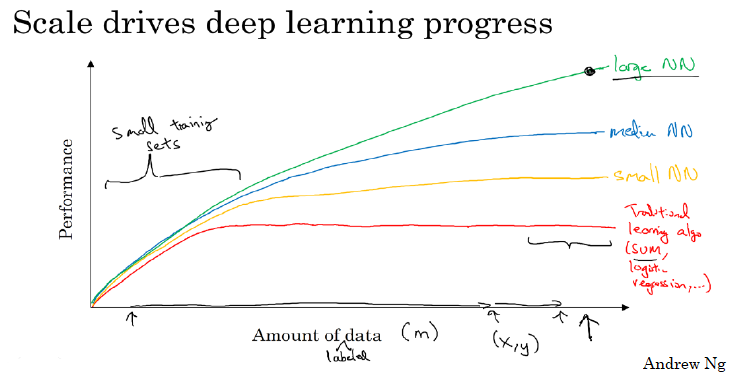 Scale drives deep learning progress
large NN
small training
sets
medium NN
small NN
Traditional
learning algo
(SVM,
logistic
regression,...)
Performance
Amount of data (m)
labeled
(x,y)
Andrew Ng